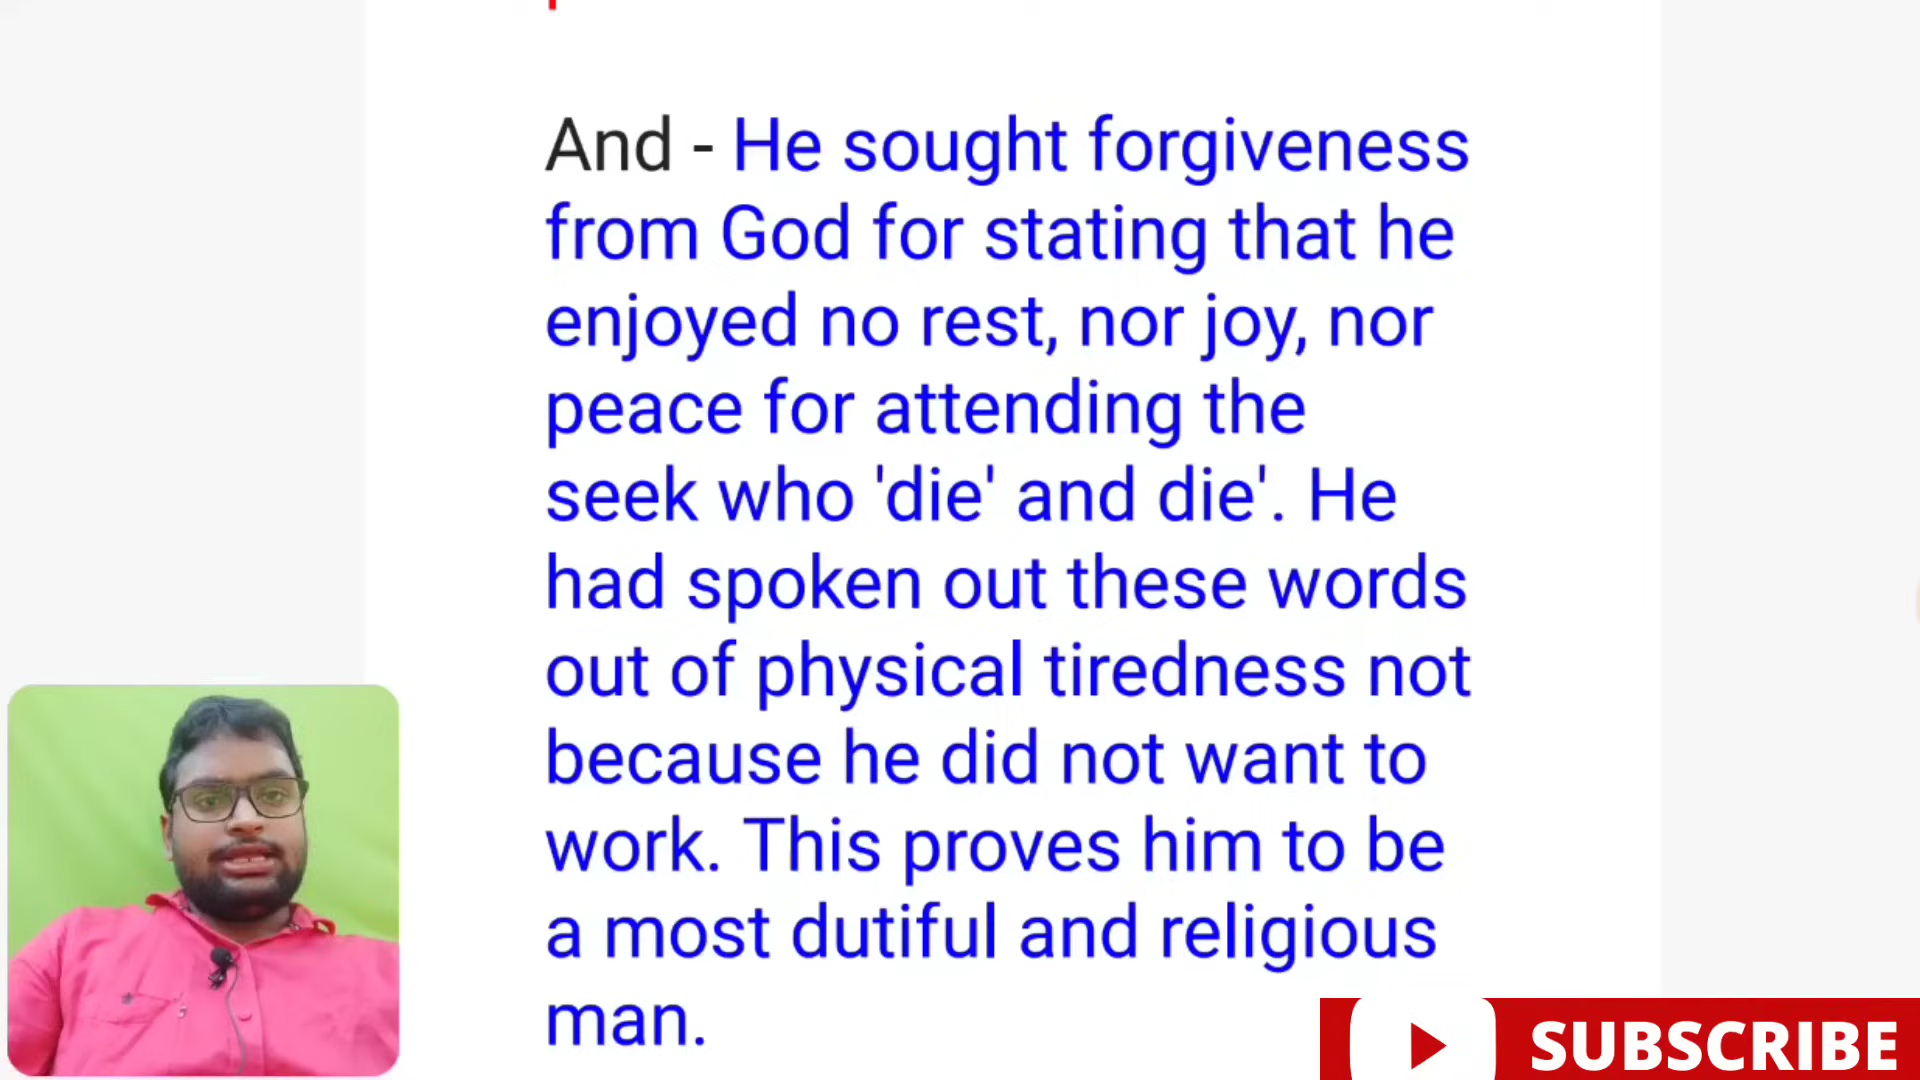 And - He sought forgiveness
from God for stating that he
enjoyed no rest, nor joy, nor
peace for attending the
seek who 'die' and die'. He
had spoken out these words
out of physical tiredness not
because he did not want to
work. This proves him to be
a most dutiful and religious
man.
SUBSCRIBE